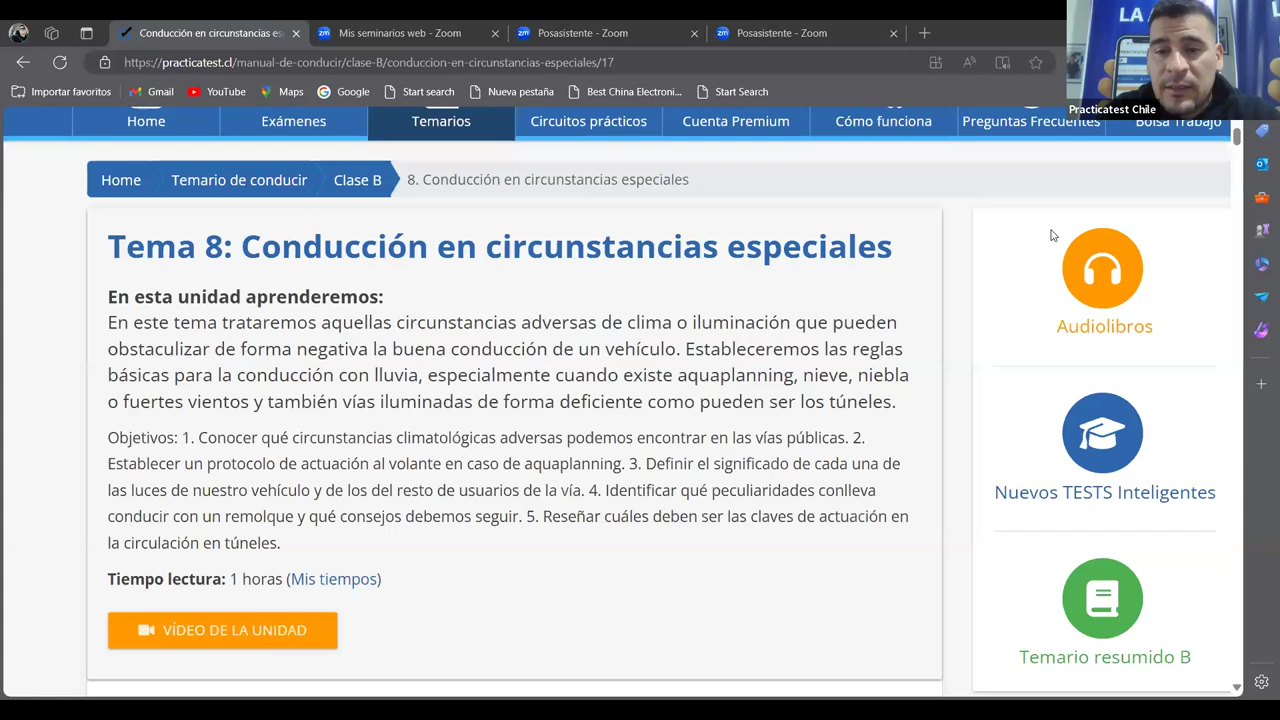 Conducción en circunstancias es
Mis seminarios web - Zoom
Posasistente - Zoom
Posasistente - Zoom
https://practicatest.cl/manual-de-conducir/clase-B/conduccion-en-circunstancias-especiales/17
Importar favoritos
Gmail
YouTube
Maps
Google
Start search
Nueva pestaña
Best China Electroni...
Start Search
LA
Practicatest Chile
Home
Exámenes
Temarios
Circuitos prácticos
Cuenta Premium
Cómo funciona
Preguntas Frecuentes
Bolsa Trabajo
Home
Temario de conducir
Clase B
8. Conducción en circunstancias especiales
Tema 8: Conducción en circunstancias especiales
En esta unidad aprenderemos:
En este tema trataremos aquellas circunstancias adversas de clima o iluminación que pueden
obstaculizar de forma negativa la buena conducción de un vehículo. Estableceremos las reglas
básicas para la conducción con lluvia, especialmente cuando existe aquaplanning, nieve, niebla
o fuertes vientos y también vías iluminadas de forma deficiente como pueden ser los túneles.
Objetivos: 1. Conocer qué circunstancias climatológicas adversas podemos encontrar en las vías públicas. 2.
Establecer un protocolo de actuación al volante en caso de aquaplanning. 3. Definir el significado de cada una de
las luces de nuestro vehículo y de los del resto de usuarios de la vía. 4. Identificar qué peculiaridades conlleva
conducir con un remolque y qué consejos debemos seguir. 5. Reseñar cuáles deben ser las claves de actuación en
la circulación en túneles.
Tiempo lectura: 1 horas (Mis tiempos)
VÍDEO DE LA UNIDAD
Audiolibros
Nuevos TESTS Inteligentes
Temario resumido B